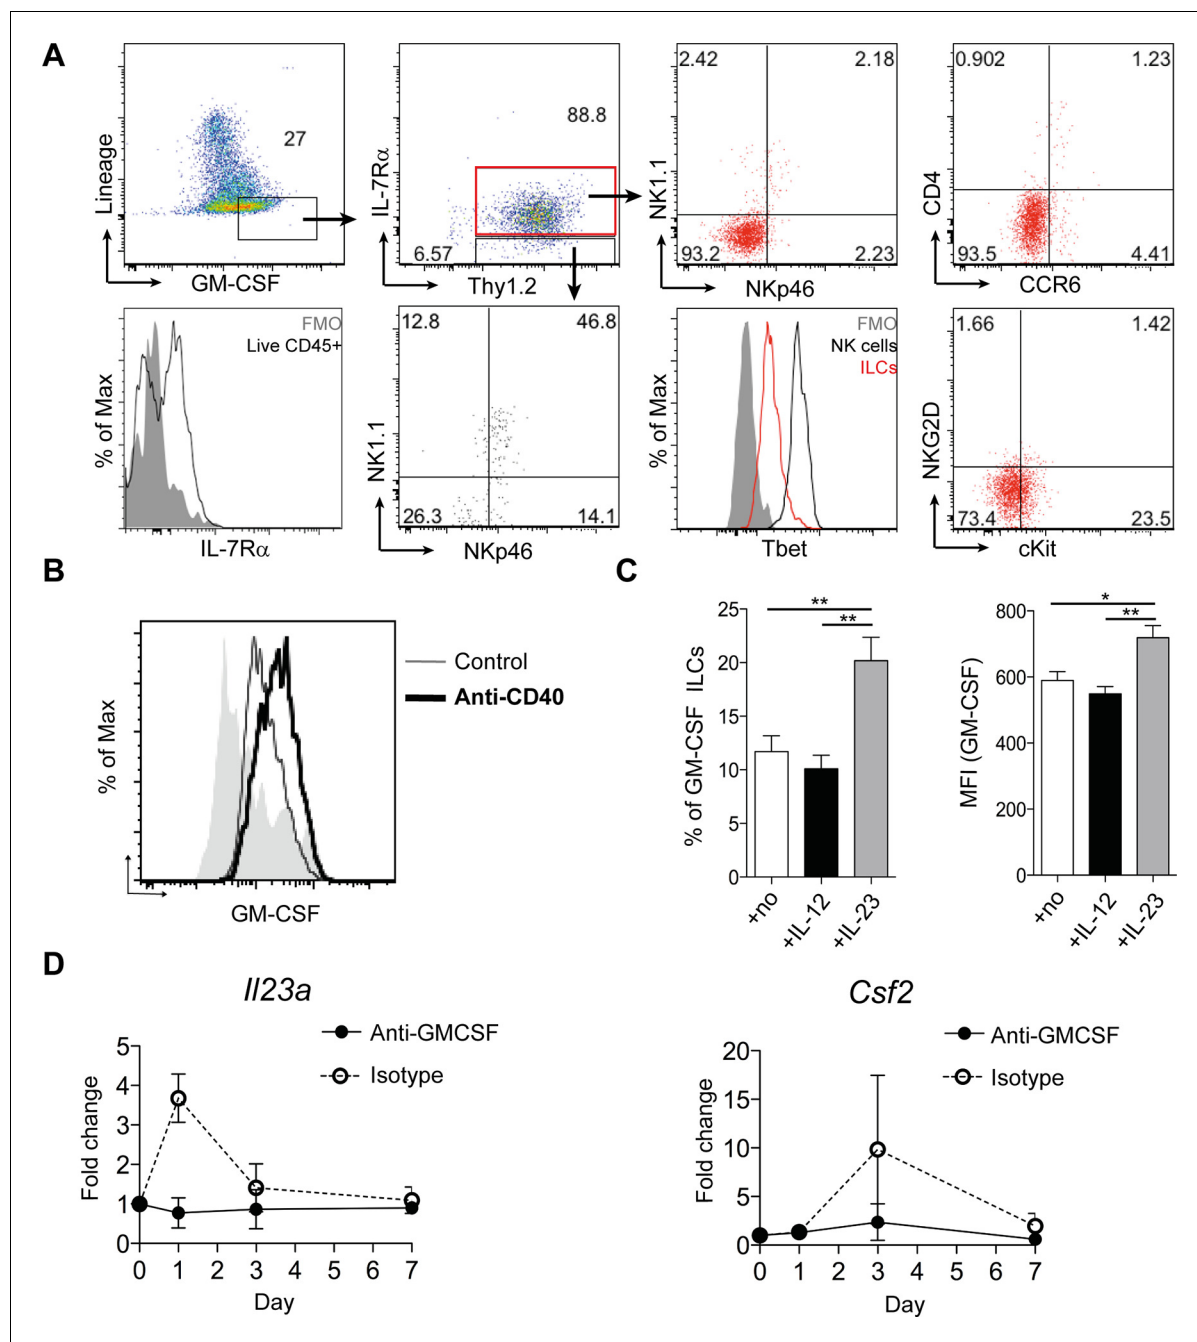 A
Lineage
27
GM-CSF
IL-7Rα
88.8
6.57
Thy1.2
NK1.1
2.42
2.18
93.2
2.23
NKp46
CD4
0.902
1.23
93.5
4.41
CCR6
% of Max
FMO
Live CD45+
IL-7Rα
NK1.1
12.8
46.8
26.3
14.1
NKp46
% of Max
FMO
NK cells
ILCs
Tbet
NKG2D
1.66
1.42
73.4
23.5
cKit
B
% of Max
GM-CSF
Control
Anti-CD40
C
% of GM-CSF ILCs
25
20
15
10
5
0
**
**
+no
+IL-12
+IL-23
MFI (GM-CSF)
800
600
400
200
0
*
**
+no
+IL-12
+IL-23
D
Il23a
Anti-GMCSF
Isotype
Fold change
5
4
3
2
1
0
0 1 2 3 4 5 6 7
Day
Csf2
Anti-GMCSF
Isotype
Fold change
20
15
10
5
0
0 1 2 3 4 5 6 7
Day